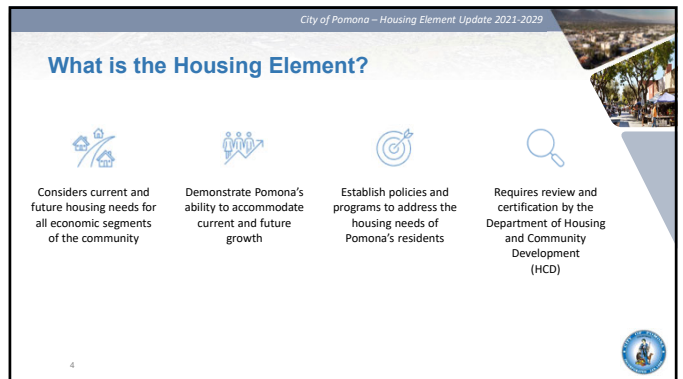 City of Pomona – Housing Element Update 2021-2029
What is the Housing Element?
Considers current and
future housing needs for
all economic segments
of the community
Demonstrate Pomona's
ability to accommodate
current and future
growth
Establish policies and
programs to address the
housing needs of
Pomona's residents
Requires review and
certification by the
Department of Housing
and Community
Development
(HCD)
4